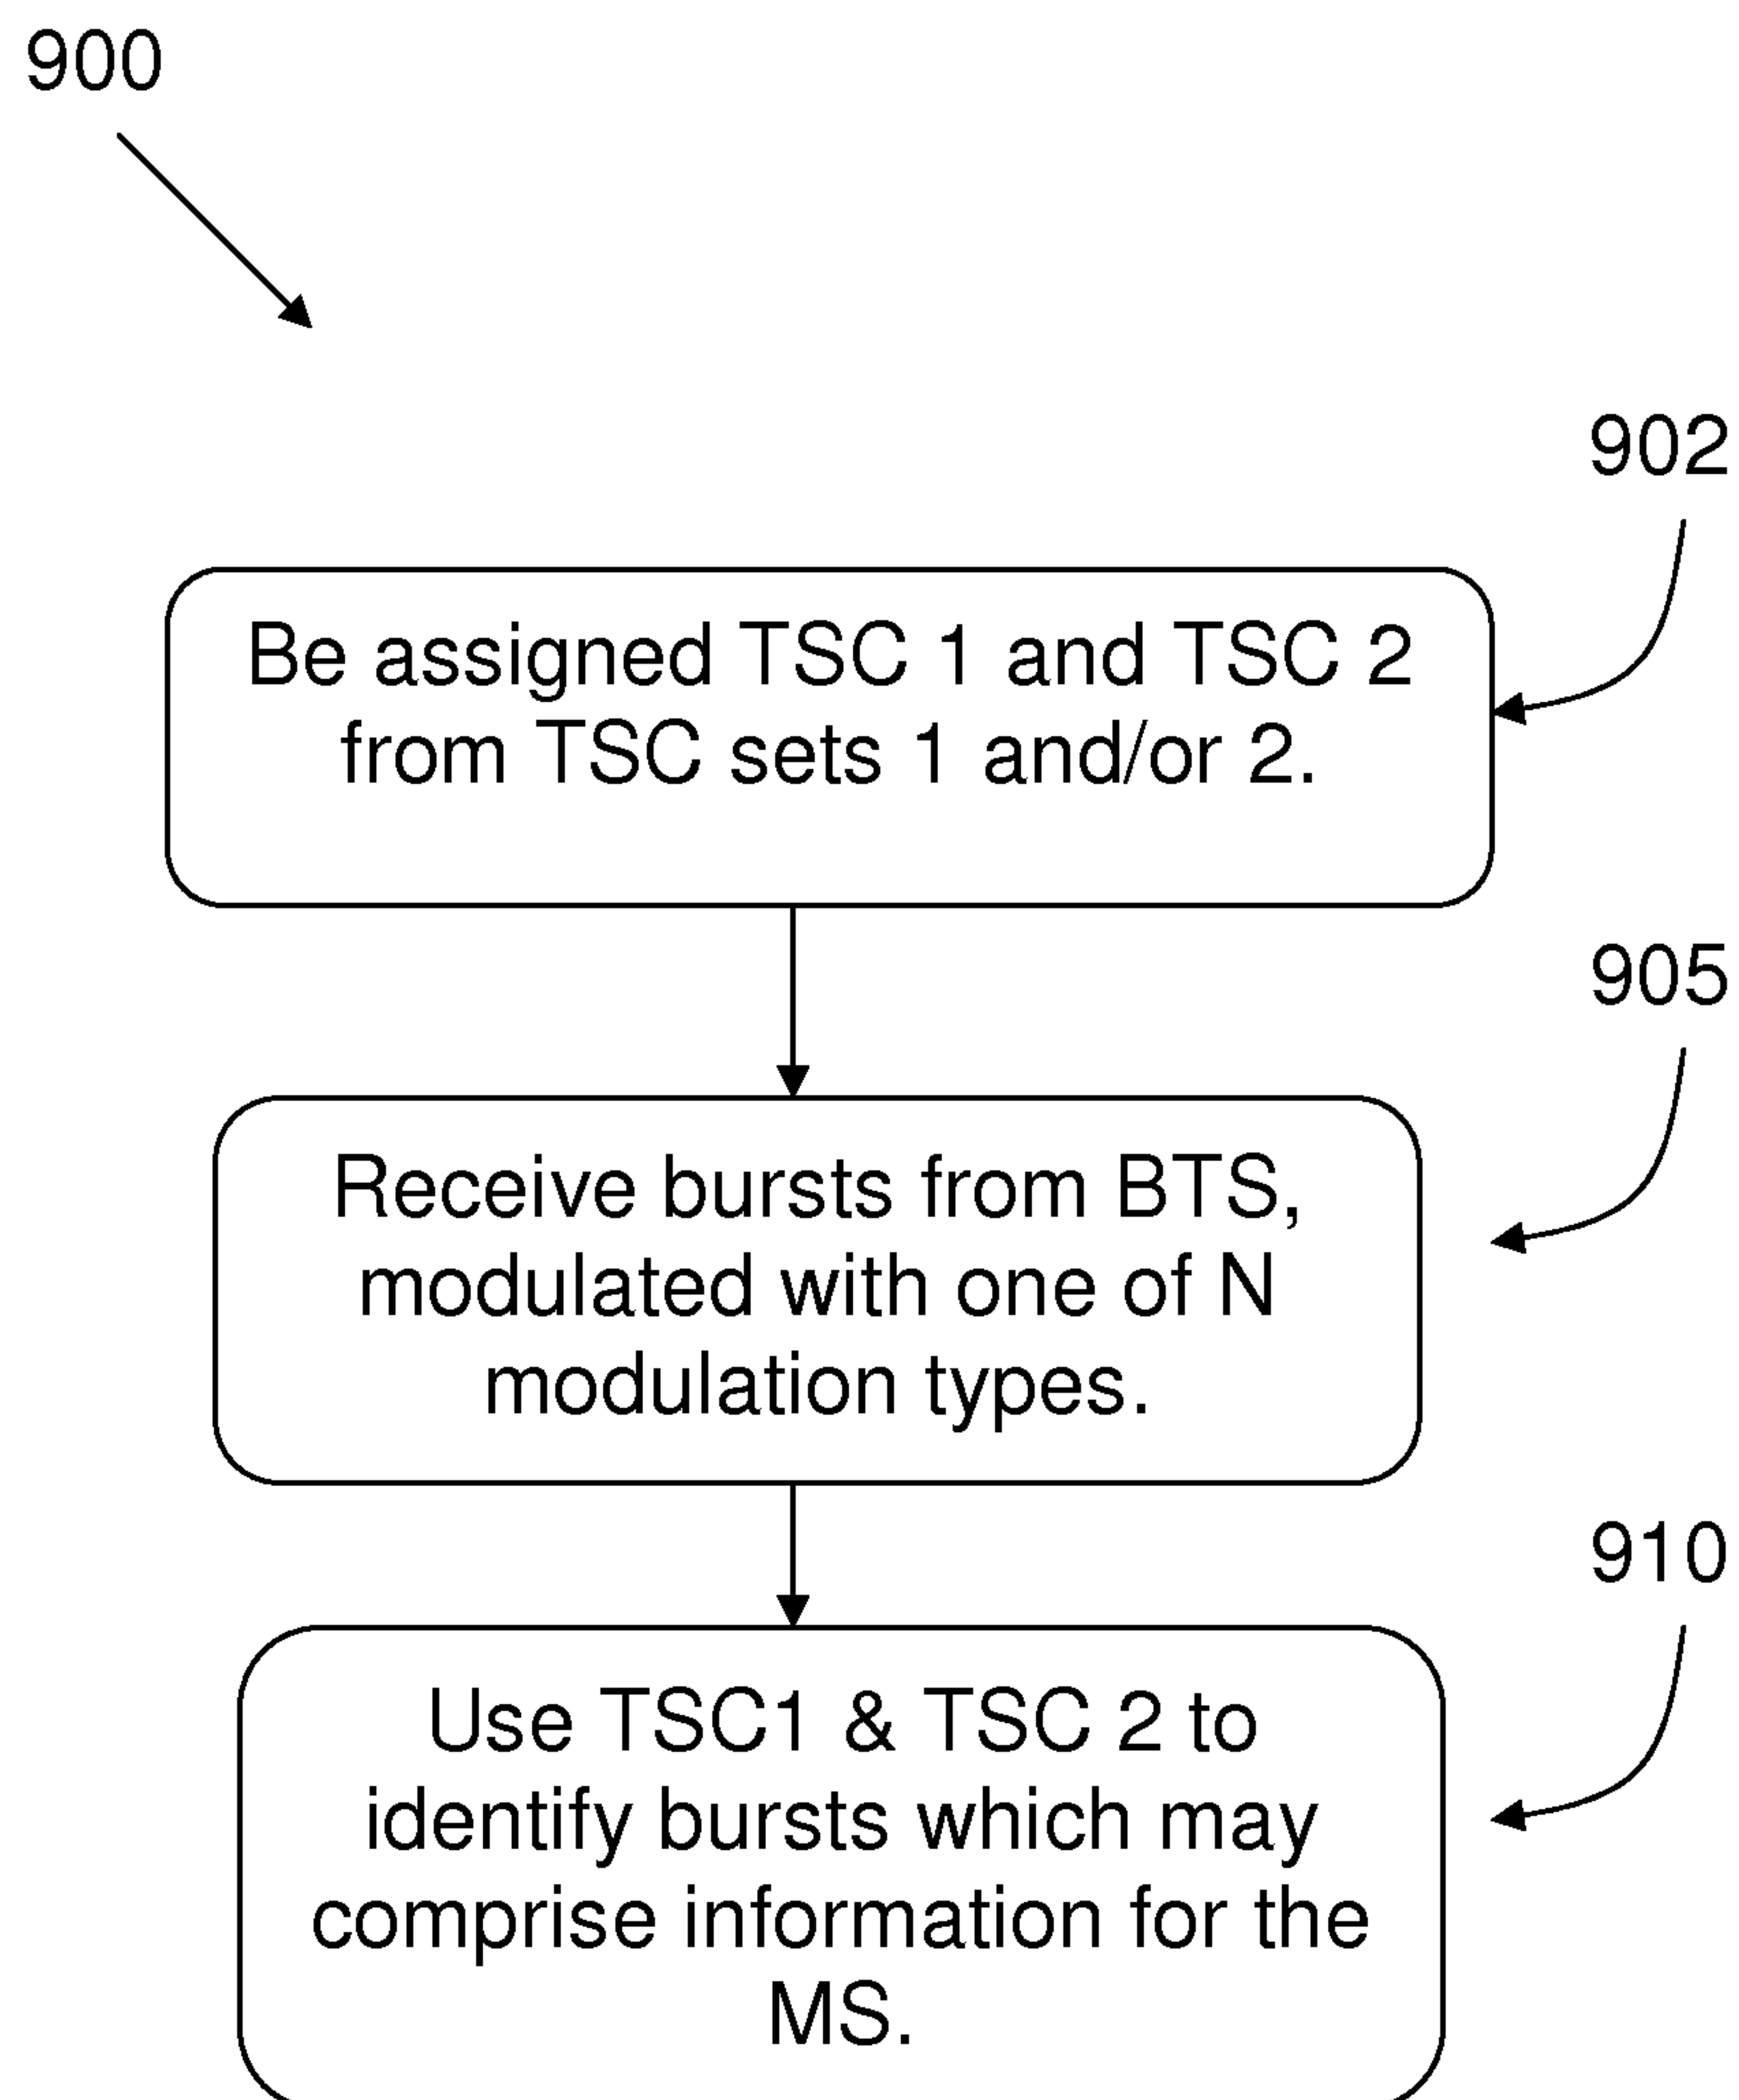 900
902
Be assigned TSC 1 and TSC 2
from TSC sets 1 and/or 2.
905
Receive bursts from BTS,
modulated with one of N
modulation types.
910
Use TSC1 & TSC 2 to
identify bursts which may
comprise information for the
MS.